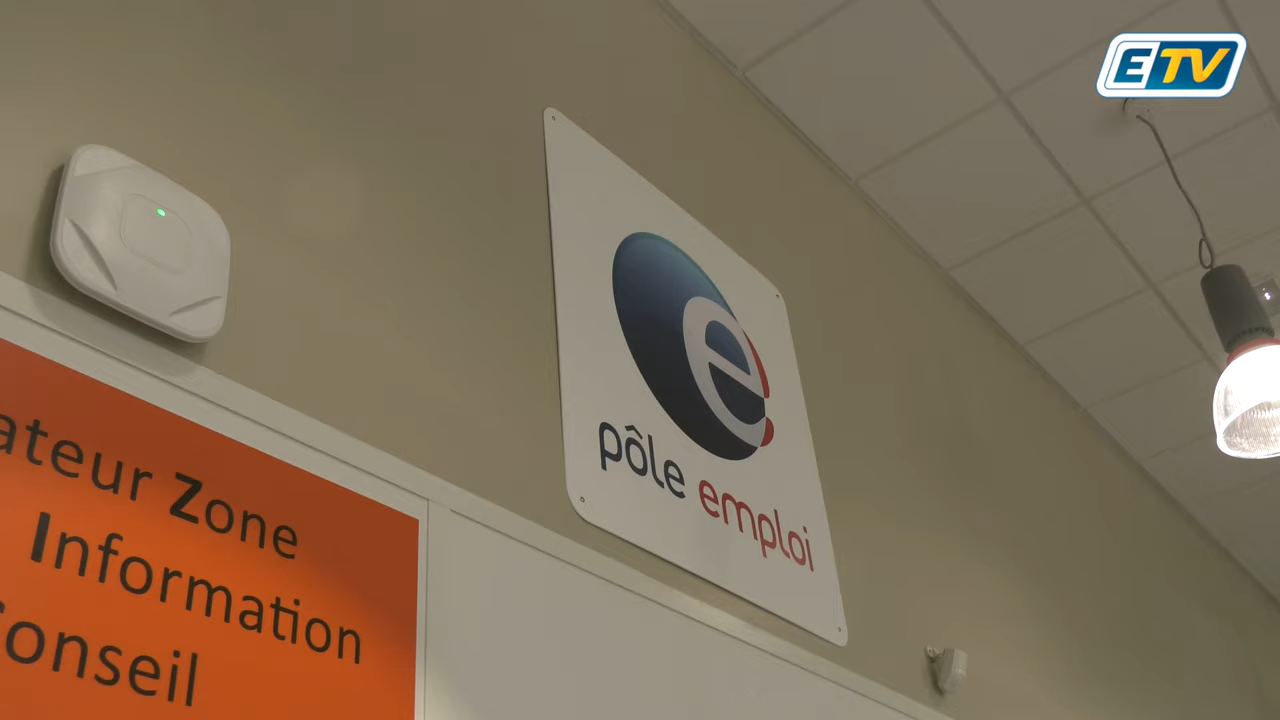 ETV
pôle emploi
ateur Zone
Information
onseil